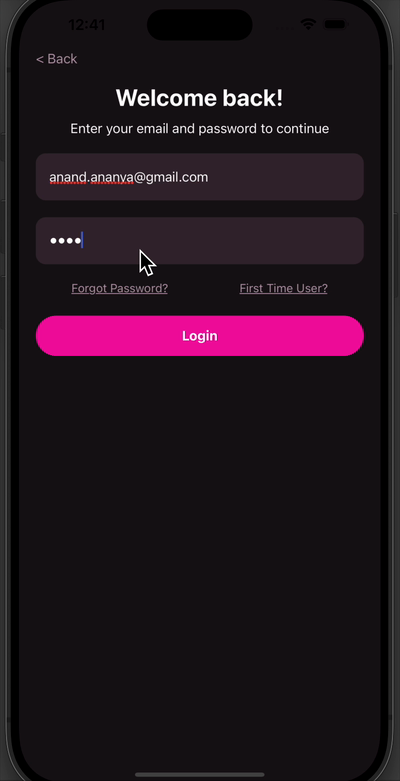 12:41
< Back
Welcome back!
Enter your email and password to continue
anand.ananya@gmail.com
••••
Forgot Password? First Time User?
Login